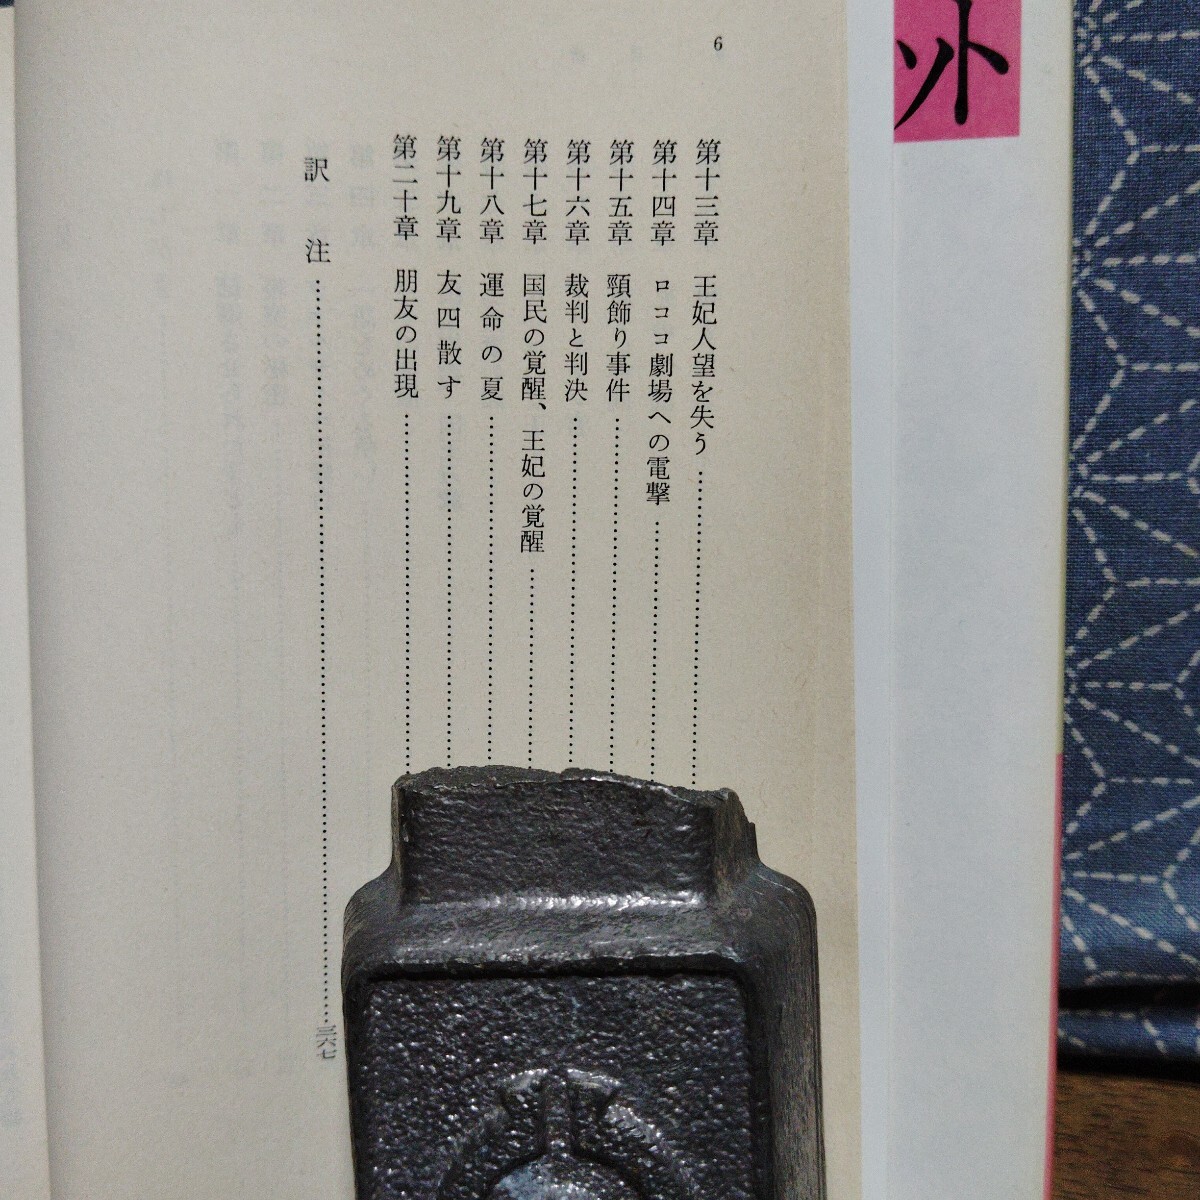 6
第十三章 王妃人望を失う
第十四章 ロココ劇場への電撃
第十五章 頸飾り事件
第十六章 裁判と判決
第十七章 国民の覚醒、王妃の覚醒
第十八章 運命の夏
第十九章 友四散す
第二十章 朋友の出現
訳注 三六七
ット